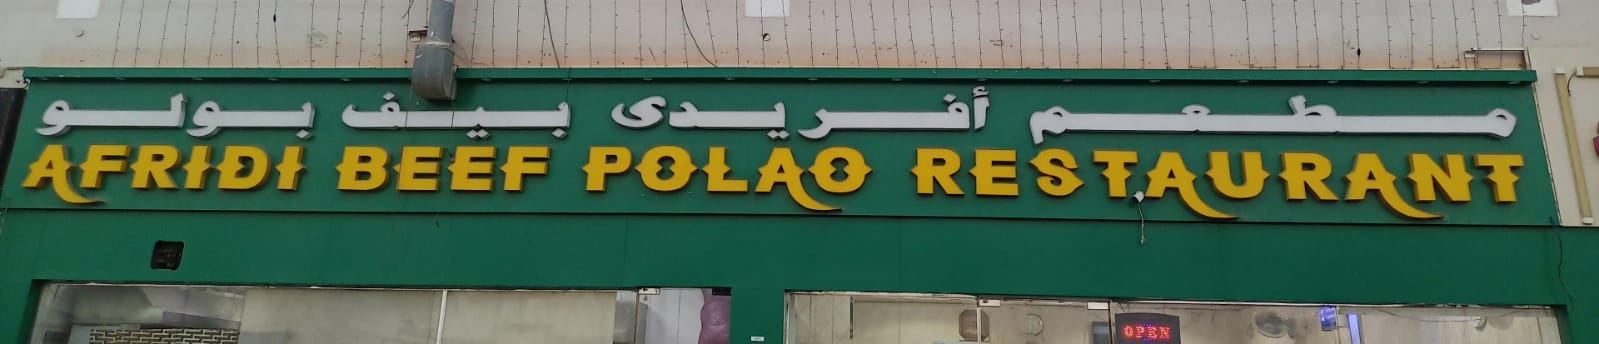 مطعم أفريدى بيف بولو
AFRIDI BEEF POLAO RESTAURANT
OPEN